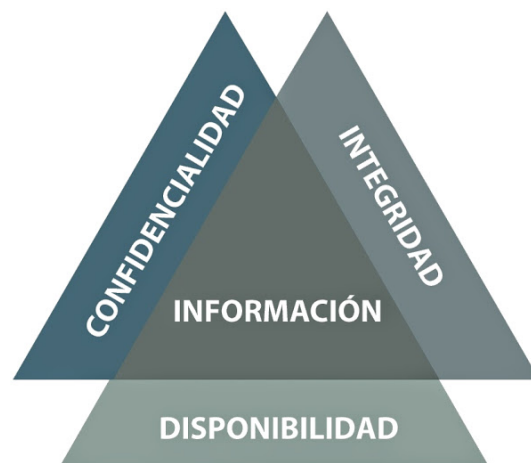 CONFIDENCIALIDAD
INTEGRIDAD
INFORMACIÓN
DISPONIBILIDAD